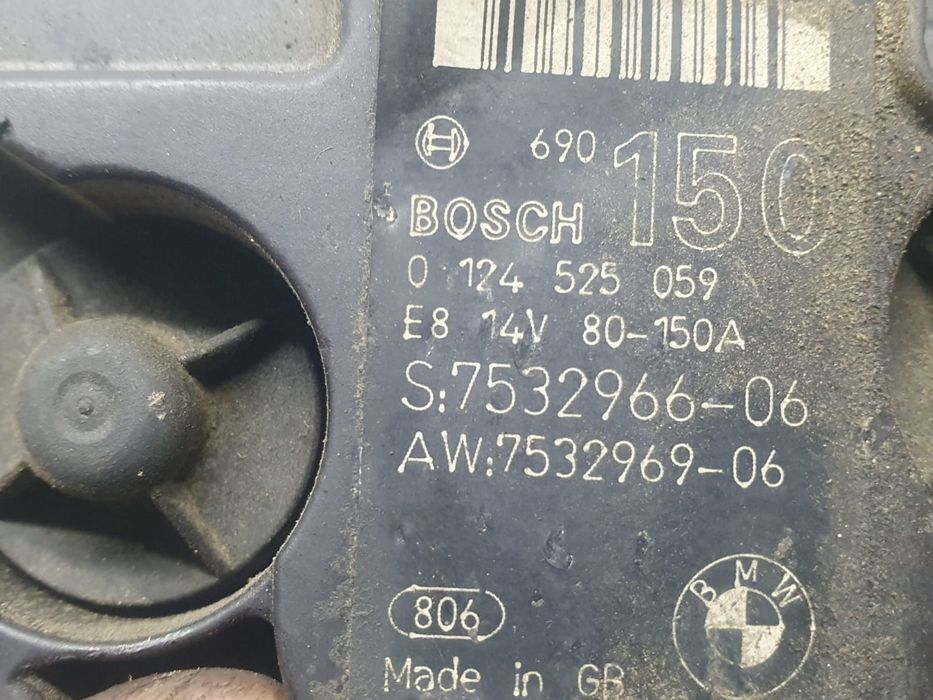 690 150
BOSCH
0 124 525 059
E8 14V 80-150A
S:7532966-06
AW:7532969-06
BMW
806
Made in GB